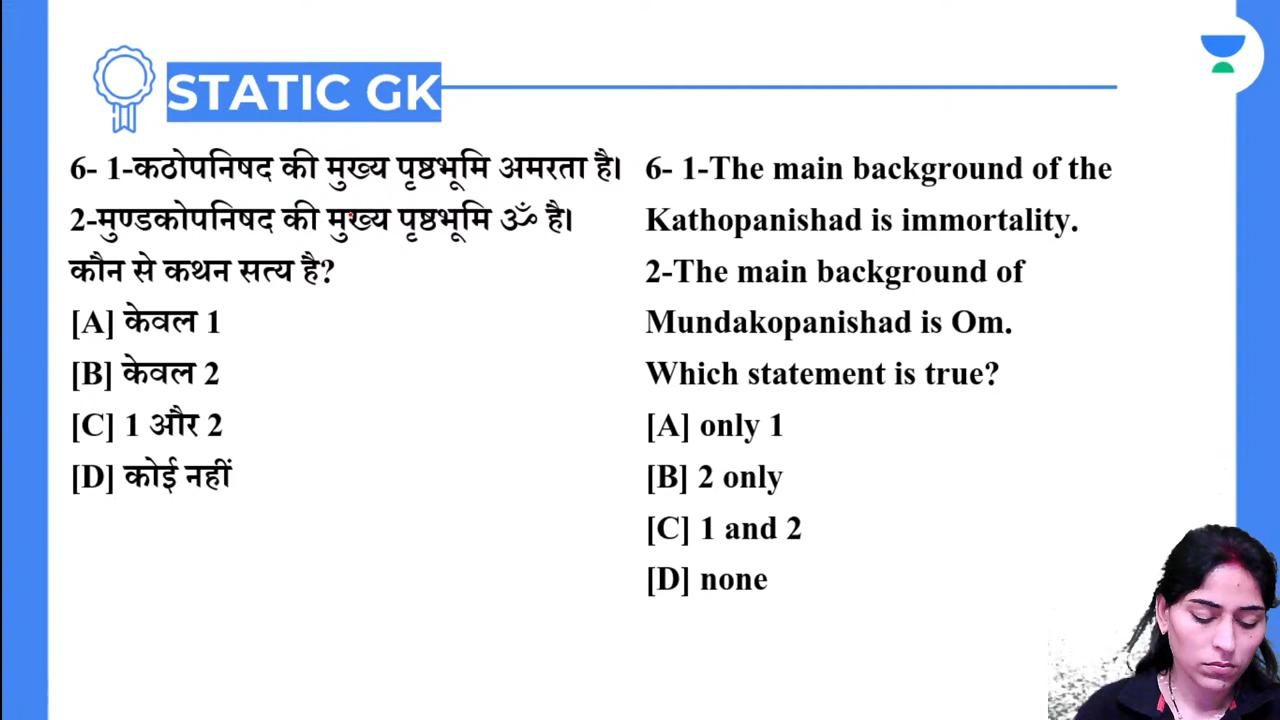 STATIC GK
6- 1-कठोपनिषद की मुख्य पृष्ठभूमि अमरता है।
2-मुण्डकोपनिषद की मुख्य पृष्ठभूमि ॐ है।
कौन से कथन सत्य है?
[A] केवल 1
[B] केवल 2
[C] 1 और 2
[D] कोई नहीं
6- 1-The main background of the
Kathopanishad is immortality.
2-The main background of
Mundakopanishad is Om.
Which statement is true?
[A] only 1
[B] 2 only
[C] 1 and 2
[D] none